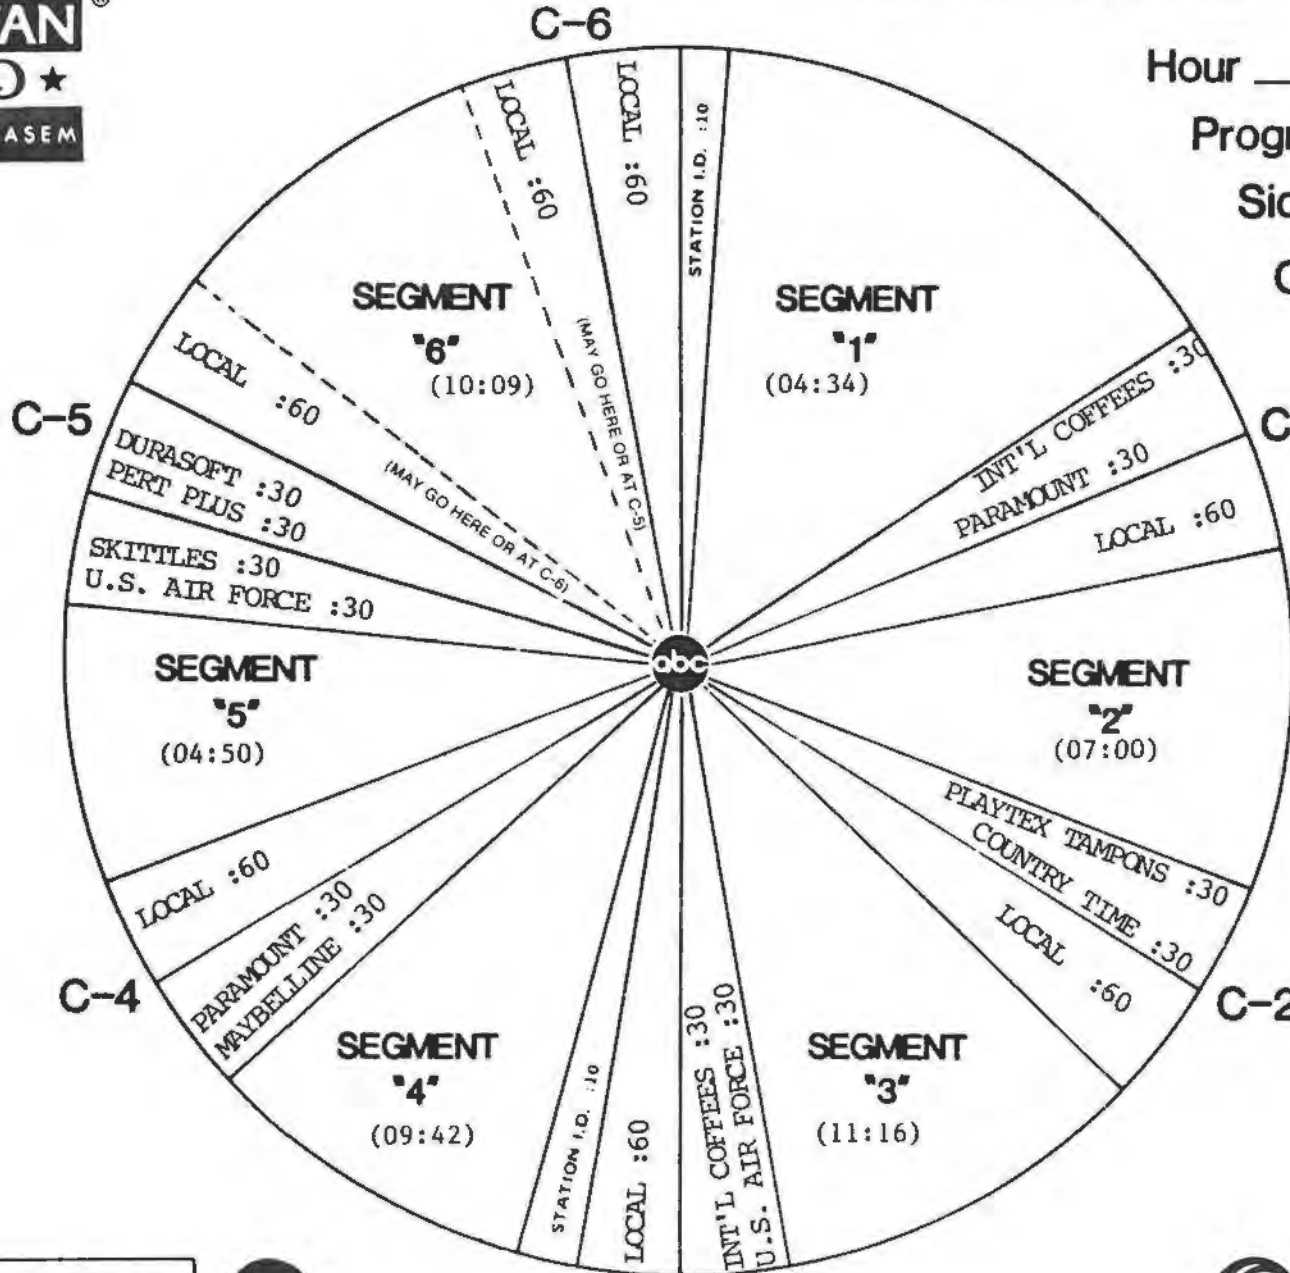 C-6
LOCAL :60
LOCAL :60
STATION I.D. :10
(MAY GO HERE OR AT C-5)
Hour
SEGMENT
"1"
(04:34)
INT'L COFFEES :30
PARAMOUNT :30
LOCAL :60
SEGMENT
"2"
(07:00)
PLAYTEX TAMPONS :30
COUNTRY TIME :30
LOCAL :60
C-2
SEGMENT
"3"
(11:16)
INT'L COFFEES :30
U.S. AIR FORCE :30
LOCAL :60
STATION I.D. :10
SEGMENT
"4"
(09:42)
C-4
PARAMOUNT :30
MAYBELLINE :30
LOCAL :60
SEGMENT
"5"
(04:50)
SKITTLES :30
U.S. AIR FORCE :30
DURASOFT :30
PERT PLUS :30
C-5
LOCAL :60
(MAY GO HERE OR AT C-6)
SEGMENT
"6"
(10:09)
abc